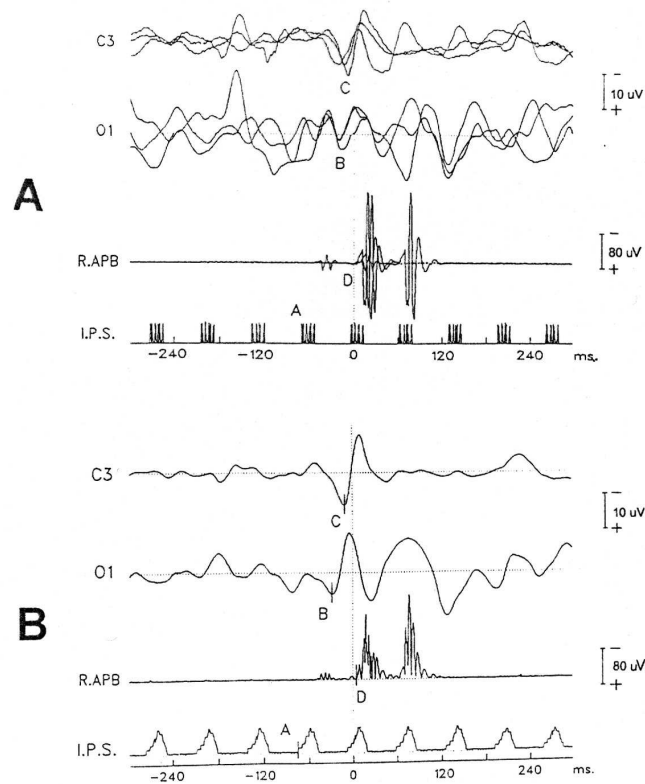 C3
−
10 uV
+
C
O1
B
A
R.APB
−
80 uV
+
D
A
I.P.S.
−240 −120 0 120 240 ms.
C3
−
10 uV
+
C
O1
B
B
R.APB
−
80 uV
+
D
A
I.P.S.
−240 −120 0 120 240 ms.